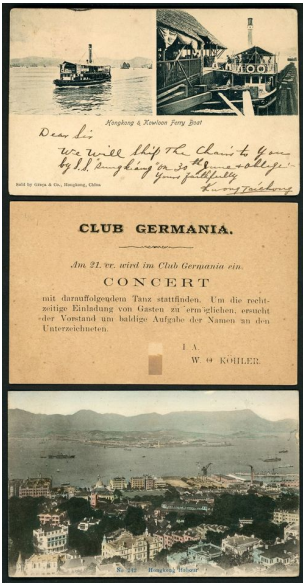 Hongkong & Kowloon Ferry Boat
Dear Sir
We will Ship the Chairs to You
by S.S. on 30th June & oblige
Yours faithfully
Sold by Graça & Co., Hongkong, China
CLUB GERMANIA.
Am 21. cr. wird im Club Germania ein
CONCERT
mit darauffolgendem Tanz stattfinden. Um die recht-
zeitige Einladung von Gästen zu ermöglichen, ersucht
der Vorstand um baldige Aufgabe der Namen an den
Unterzeichneten.
I. A.
W. KOHLER.
Hongkong Harbour